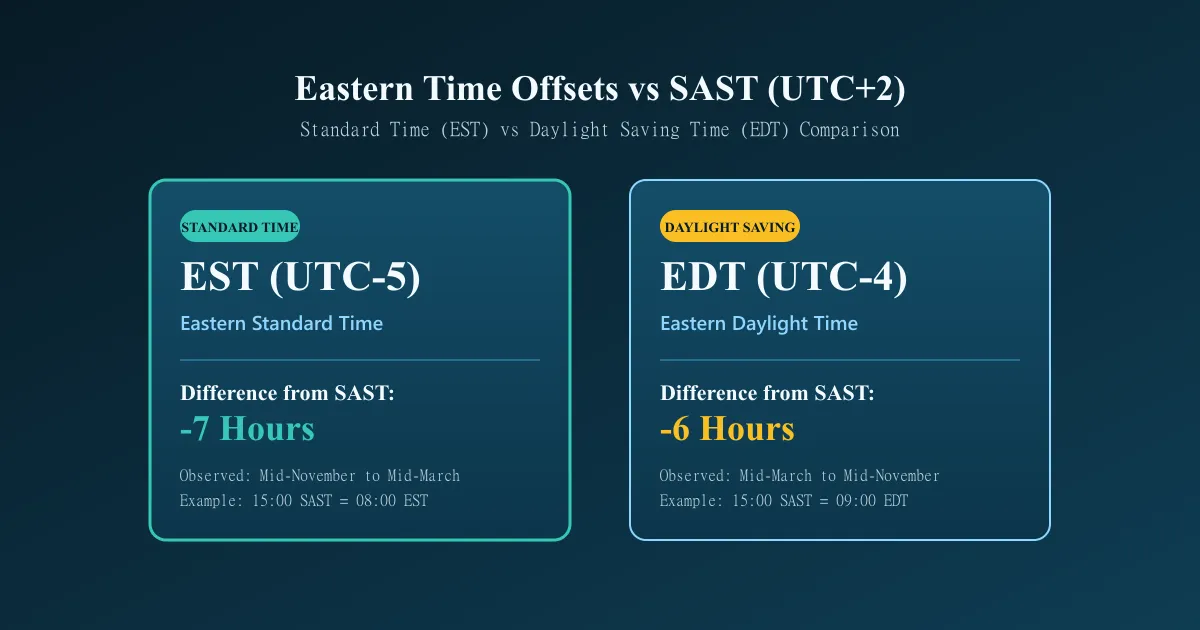 Eastern Time Offsets vs SAST (UTC+2)
Standard Time (EST) vs Daylight Saving Time (EDT) Comparison
STANDARD TIME
EST (UTC-5)
Eastern Standard Time
Difference from SAST:
-7 Hours
Observed: Mid-November to Mid-March
Example: 15:00 SAST = 08:00 EST
DAYLIGHT SAVING
EDT (UTC-4)
Eastern Daylight Time
Difference from SAST:
-6 Hours
Observed: Mid-March to Mid-November
Example: 15:00 SAST = 09:00 EDT